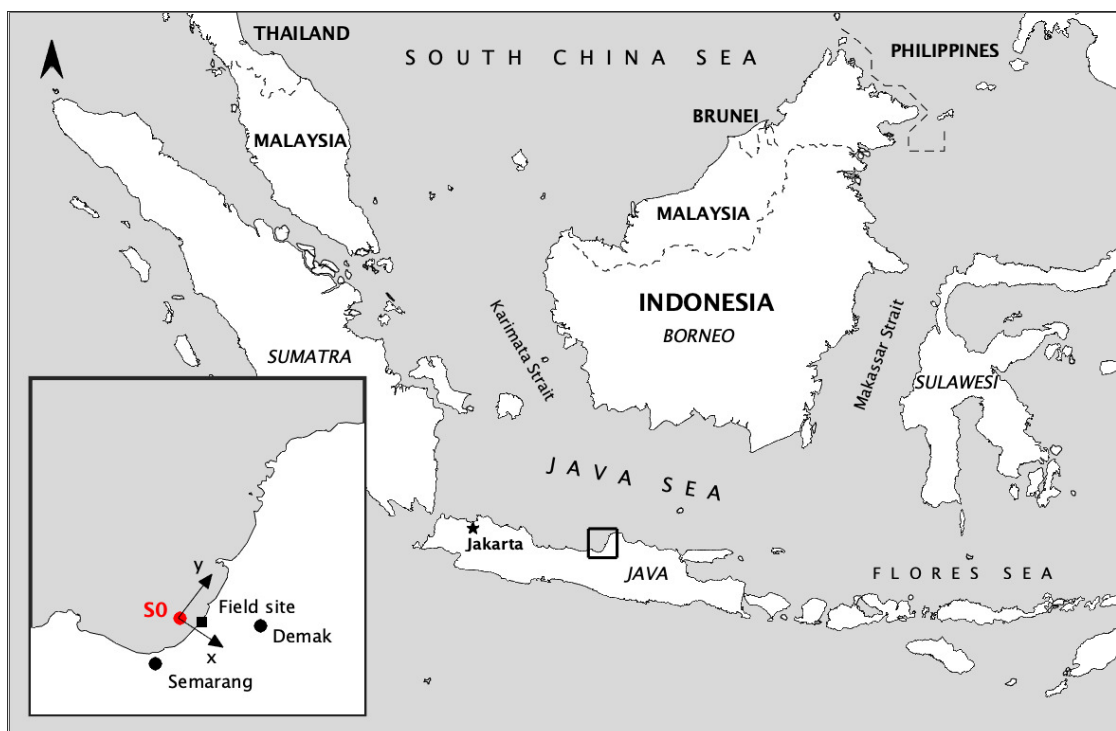 THAILAND
SOUTH CHINA SEA
PHILIPPINES
BRUNEI
MALAYSIA
MALAYSIA
INDONESIA
BORNEO
Karimata Strait
Makassar Strait
SUMATRA
SULAWESI
JAVA SEA
Jakarta
JAVA
FLORES SEA
y
S0
Field site
Demak
x
Semarang